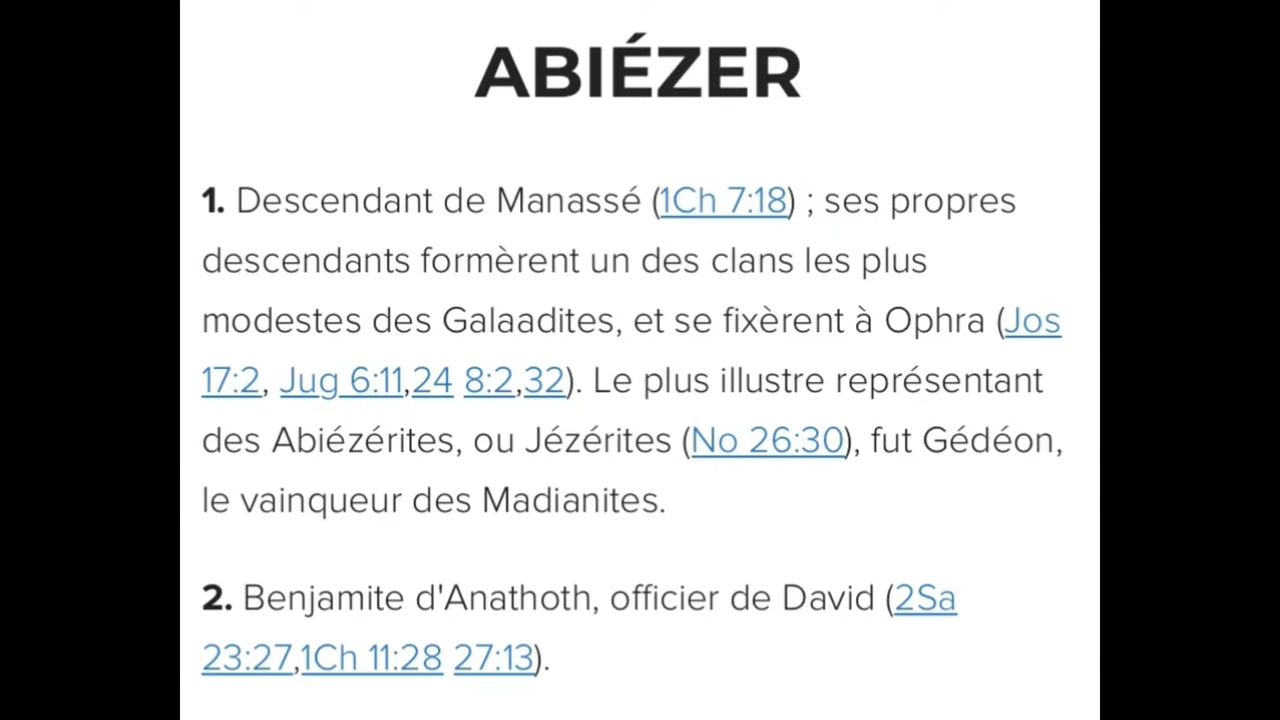 ABIÉZER
1. Descendant de Manassé (1Ch 7:18) ; ses propres
descendants formèrent un des clans les plus
modestes des Galaadites, et se fixèrent à Ophra (Jos
17:2, Jug 6:11,24 8:2,32). Le plus illustre représentant
des Abiézérites, ou Jézérites (No 26:30), fut Gédéon,
le vainqueur des Madianites.
2. Benjamite d'Anathoth, officier de David (2Sa
23:27,1Ch 11:28 27:13).